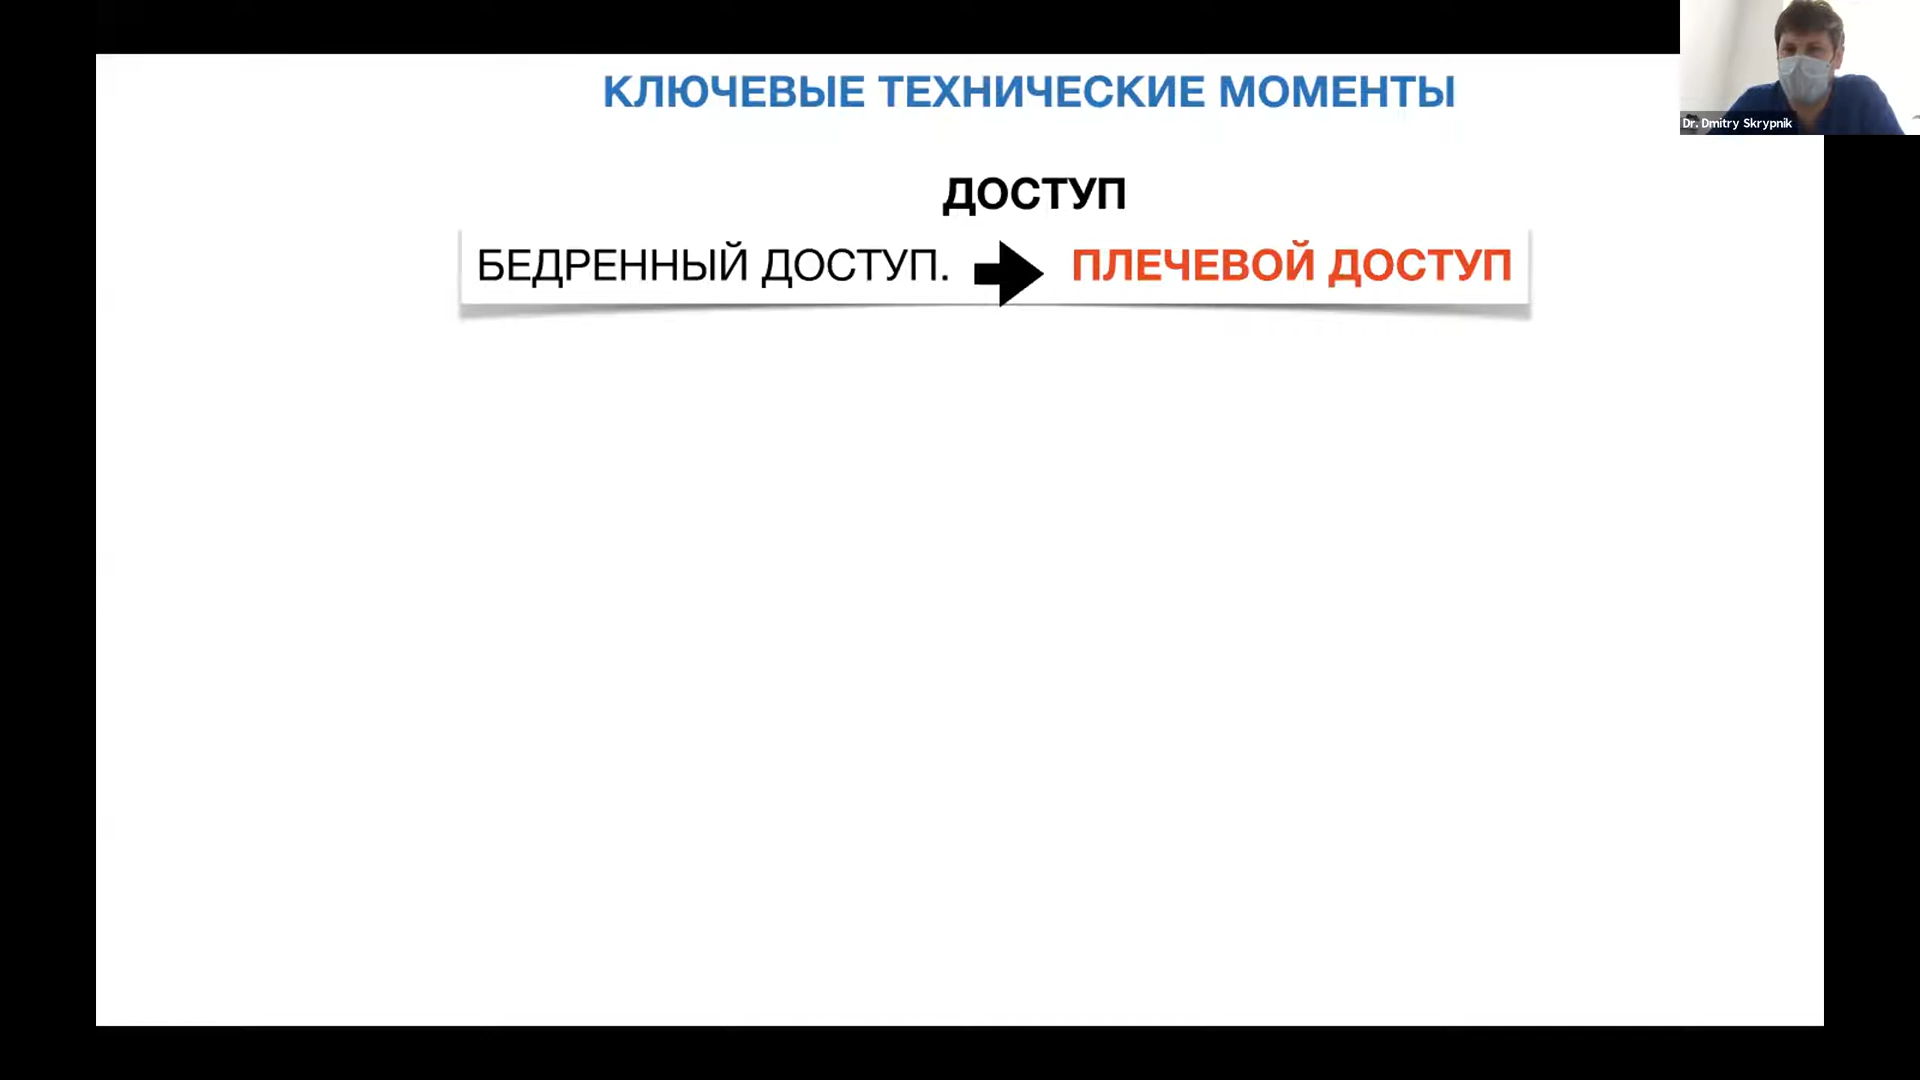 КЛЮЧЕВЫЕ ТЕХНИЧЕСКИЕ МОМЕНТЫ
Dr. Dmitry Skrypnik
ДОСТУП
БЕДРЕННЫЙ ДОСТУП. ПЛЕЧЕВОЙ ДОСТУП